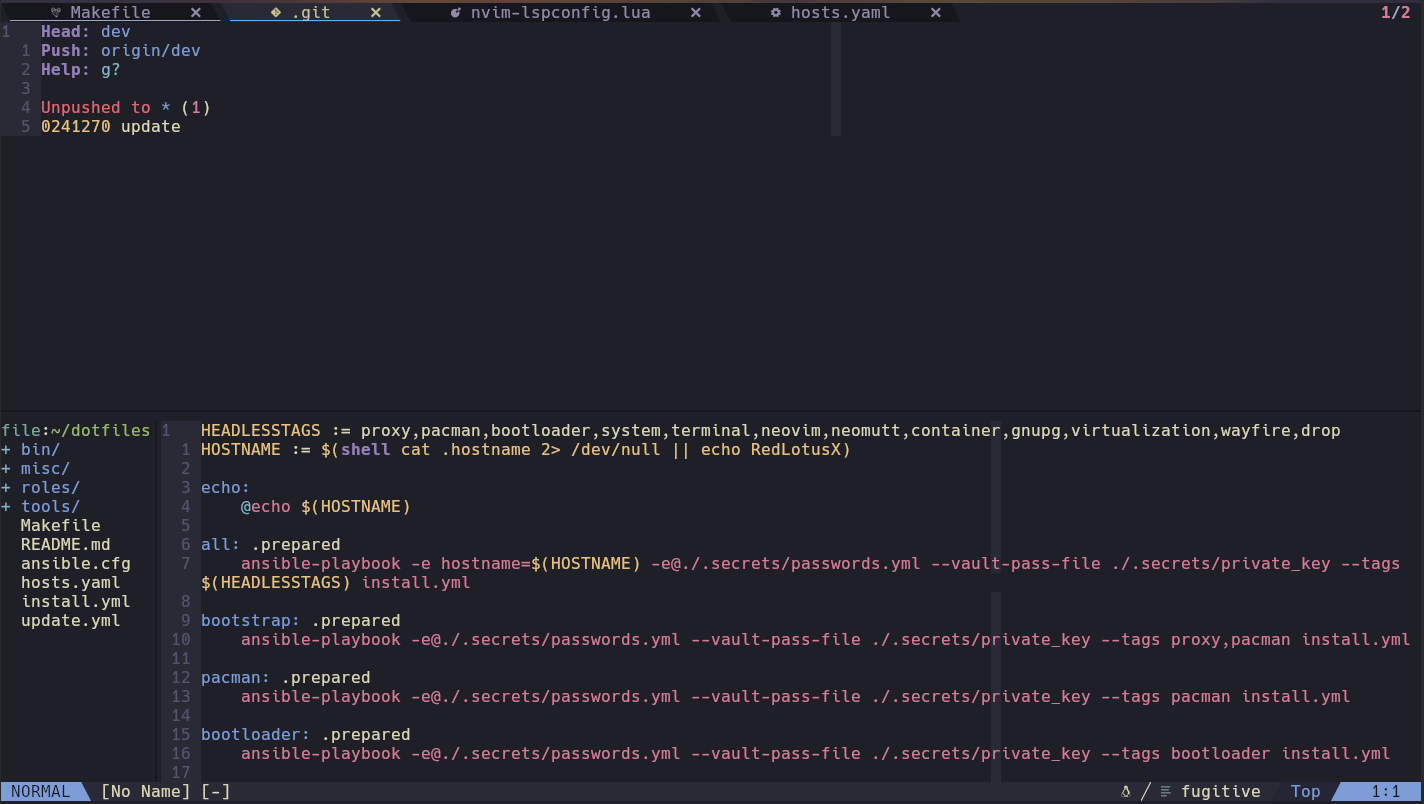 Makefile × .git × nvim-lspconfig.lua × hosts.yaml × 1/2
1 Head: dev
1 Push: origin/dev
2 Help: g?
3
4 Unpushed to * (1)
5 0241270 update
file:~/dotfiles
+ bin/
+ misc/
+ roles/
+ tools/
Makefile
README.md
ansible.cfg
hosts.yaml
install.yml
update.yml
1 HEADLESSTAGS := proxy,pacman,bootloader,system,terminal,neovim,neomutt,container,gnupg,virtualization,wayfire,drop
1 HOSTNAME := $(shell cat .hostname 2> /dev/null || echo RedLotusX)
2
3 echo:
4 @echo $(HOSTNAME)
5
6 all: .prepared
7 ansible-playbook -e hostname=$(HOSTNAME) -e@./.secrets/passwords.yml --vault-pass-file ./.secrets/private_key --tags
$(HEADLESSTAGS) install.yml
8
9 bootstrap: .prepared
10 ansible-playbook -e@./.secrets/passwords.yml --vault-pass-file ./.secrets/private_key --tags proxy,pacman install.yml
11
12 pacman: .prepared
13 ansible-playbook -e@./.secrets/passwords.yml --vault-pass-file ./.secrets/private_key --tags pacman install.yml
14
15 bootloader: .prepared
16 ansible-playbook -e@./.secrets/passwords.yml --vault-pass-file ./.secrets/private_key --tags bootloader install.yml
17
NORMAL [No Name] [-] / fugitive Top 1:1